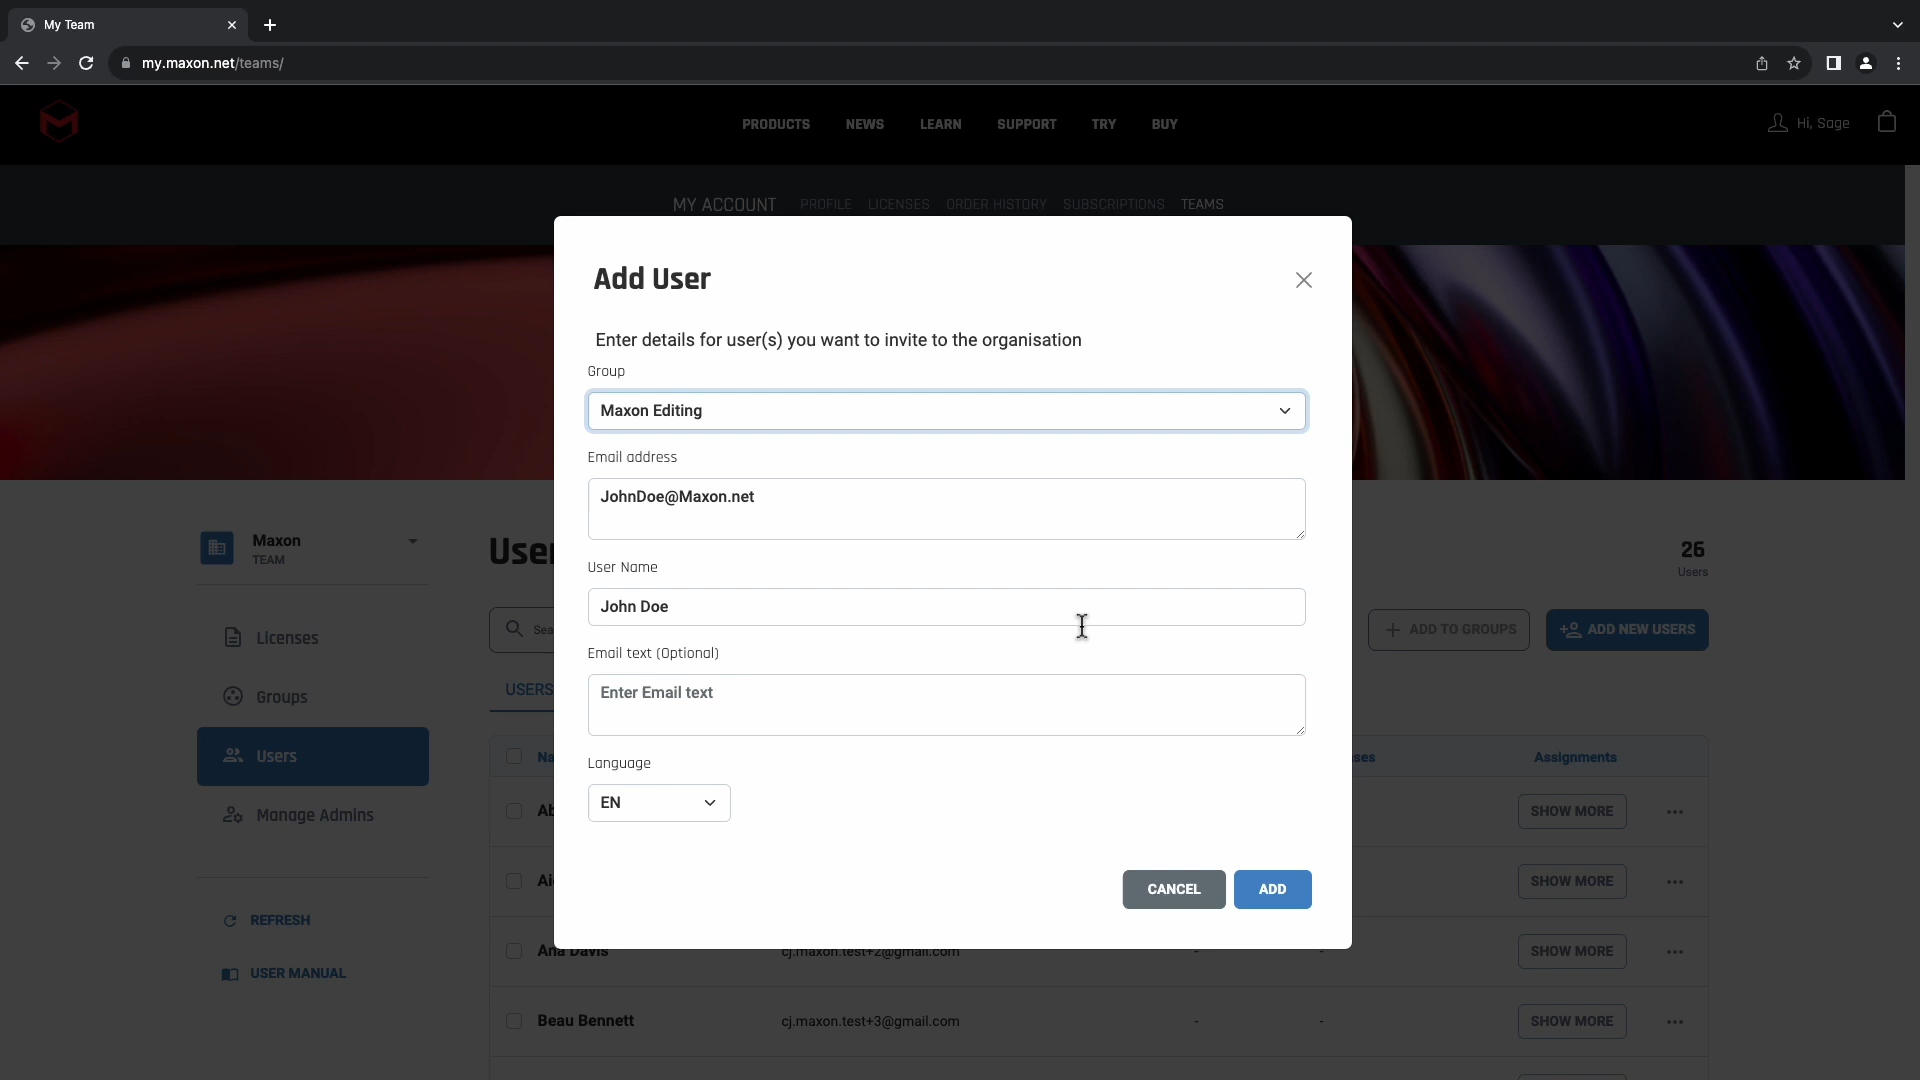 My Team
my.maxon.net/teams/
PRODUCTS NEWS LEARN SUPPORT TRY BUY
Hi, Sage
MY ACCOUNT PROFILE LICENSES ORDER HISTORY SUBSCRIPTIONS TEAMS
Add User
Enter details for user(s) you want to invite to the organisation
Group
Maxon Editing
Email address
JohnDoe@Maxon.net
User Name
John Doe
Email text (Optional)
Enter Email text
Language
EN
CANCEL ADD
Maxon
TEAM
Licenses
Groups
Users
Manage Admins
REFRESH
USER MANUAL
26
Users
ADD TO GROUPS ADD NEW USERS
USERS
Assignments
SHOW MORE
SHOW MORE
Ana Davis cj.maxon.test+2@gmail.com - - SHOW MORE
Beau Bennett cj.maxon.test+3@gmail.com - - SHOW MORE